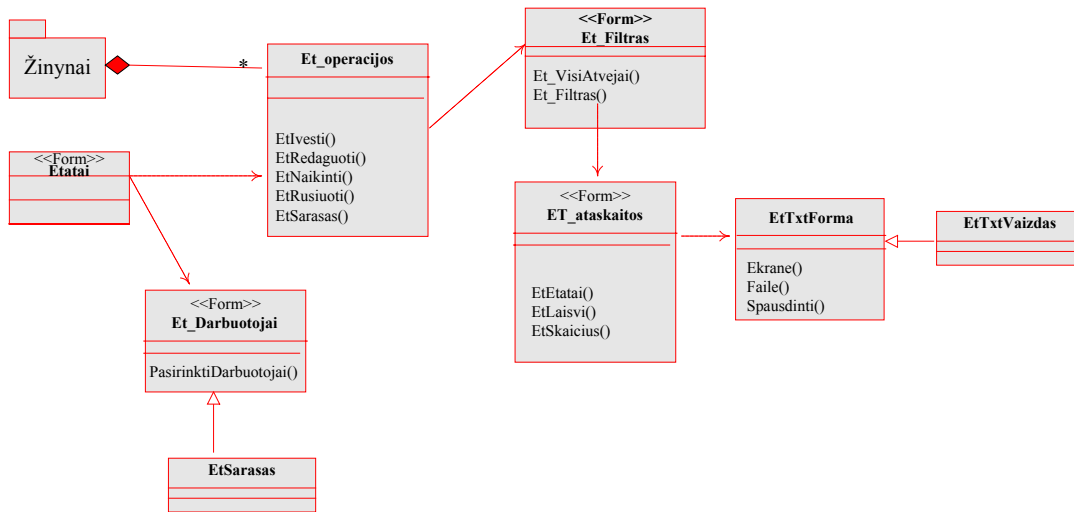 Žinynai
*
Et_operacijos
EtIvesti()
EtRedaguoti()
EtNaikinti()
EtRusiuoti()
EtSarasas()
<<Form>>
Et_Filtras
Et_VisiAtvejai()
Et_Filtras()
<<Form>>
Etatai
<<Form>>
ET_ataskaitos
EtEtatai()
EtLaisvi()
EtSkaicius()
EtTxtForma
Ekrane()
Faile()
Spausdinti()
EtTxtVaizdas
<<Form>>
Et_Darbuotojai
PasirinktiDarbuotojai()
EtSarasas